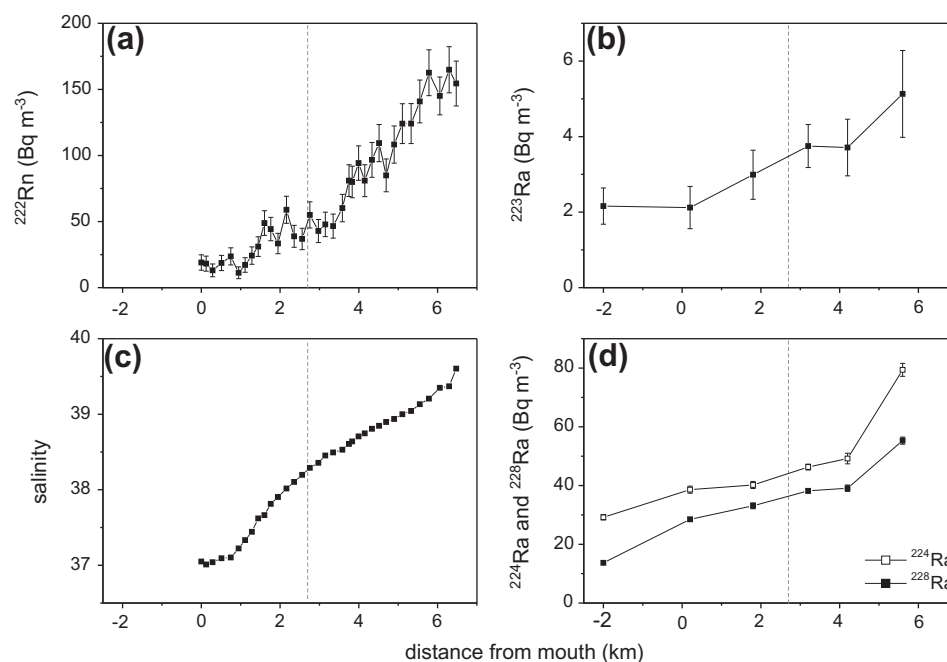 (a)
²²²Rn (Bq m⁻³)
200
150
100
50
0
-2 0 2 4 6
(b)
²²³Ra (Bq m⁻³)
6
4
2
0
-2 0 2 4 6
(c)
salinity
40
39
38
37
-2 0 2 4 6
(d)
²²⁴Ra and ²²⁸Ra (Bq m⁻³)
80
60
40
20
0
²²⁴Ra
²²⁸Ra
-2 0 2 4 6
distance from mouth (km)